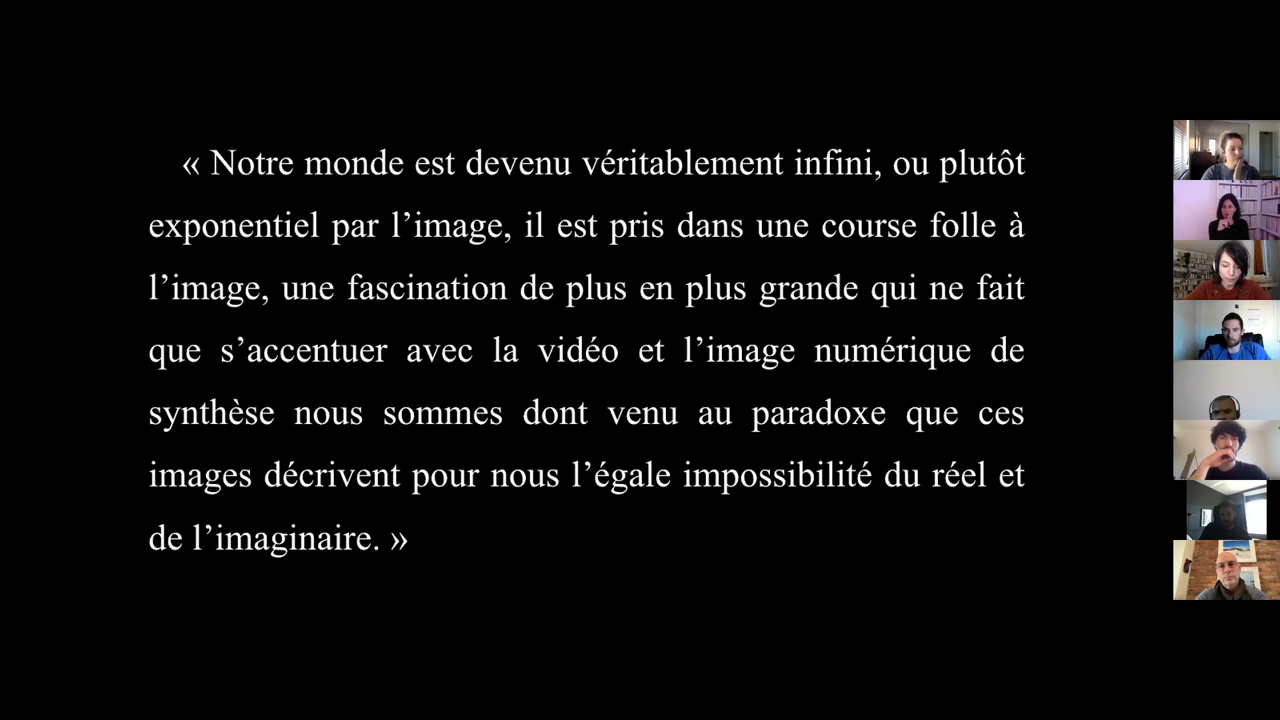 « Notre monde est devenu véritablement infini, ou plutôt
exponentiel par l’image, il est pris dans une course folle à
l’image, une fascination de plus en plus grande qui ne fait
que s’accentuer avec la vidéo et l’image numérique de
synthèse nous sommes dont venu au paradoxe que ces
images décrivent pour nous l’égale impossibilité du réel et
de l’imaginaire. »